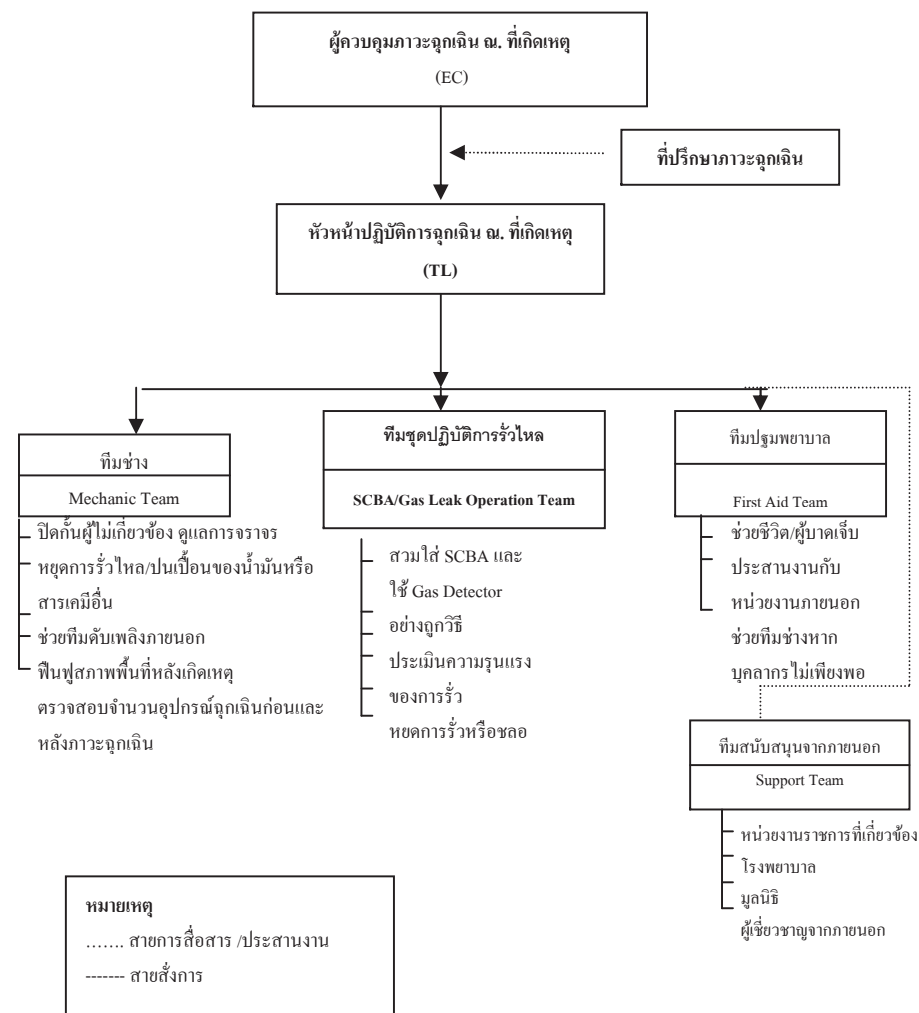 ผู้ควบคุมภาวะฉุกเฉิน ณ. ที่เกิดเหตุ
(EC)
ที่ปรึกษาภาวะฉุกเฉิน
หัวหน้าปฏิบัติการฉุกเฉิน ณ. ที่เกิดเหตุ
(TL)
ทีมช่าง
Mechanic Team
ปิดกั้นผู้ไม่เกี่ยวข้อง ดูแลการจราจร
หยุดการรั่วไหล/ปนเปื้อนของน้ำมันหรือ
สารเคมีอื่น
ช่วยทีมดับเพลิงภายนอก
ฟืนฟูสภาพพื้นที่หลังเกิดเหตุ
ตรวจสอบจำนวนอุปกรณ์ฉุกเฉินก่อนและ
หลังภาวะฉุกเฉิน
ทีมชุดปฏิบัติการรั่วไหล
SCBA/Gas Leak Operation Team
สวมใส่ SCBA และ
ใช้ Gas Detector
อย่างถูกวิธี
ประเมินความรุนแรง
ของการรั่ว
หยดการรั่วหรือชลอ
ทีมปฐมพยาบาล
First Aid Team
ช่วยชีวิต/ผู้บาดเจ็บ
ประสานงานกับ
หน่วยงานภายนอก
ช่วยทีมช่างหาก
บุคลากรไม่เพียงพอ
ทีมสนับสนุนจากภายนอก
Support Team
หน่วยงานราชการที่เกี่ยวข้อง
โรงพยาบาล
มูลนิธิ
ผู้เชี่ยวชาญจากภายนอก
หมายเหตุ
....... สายการสื่อสาร /ประสานงาน
------- สายสั่งการ